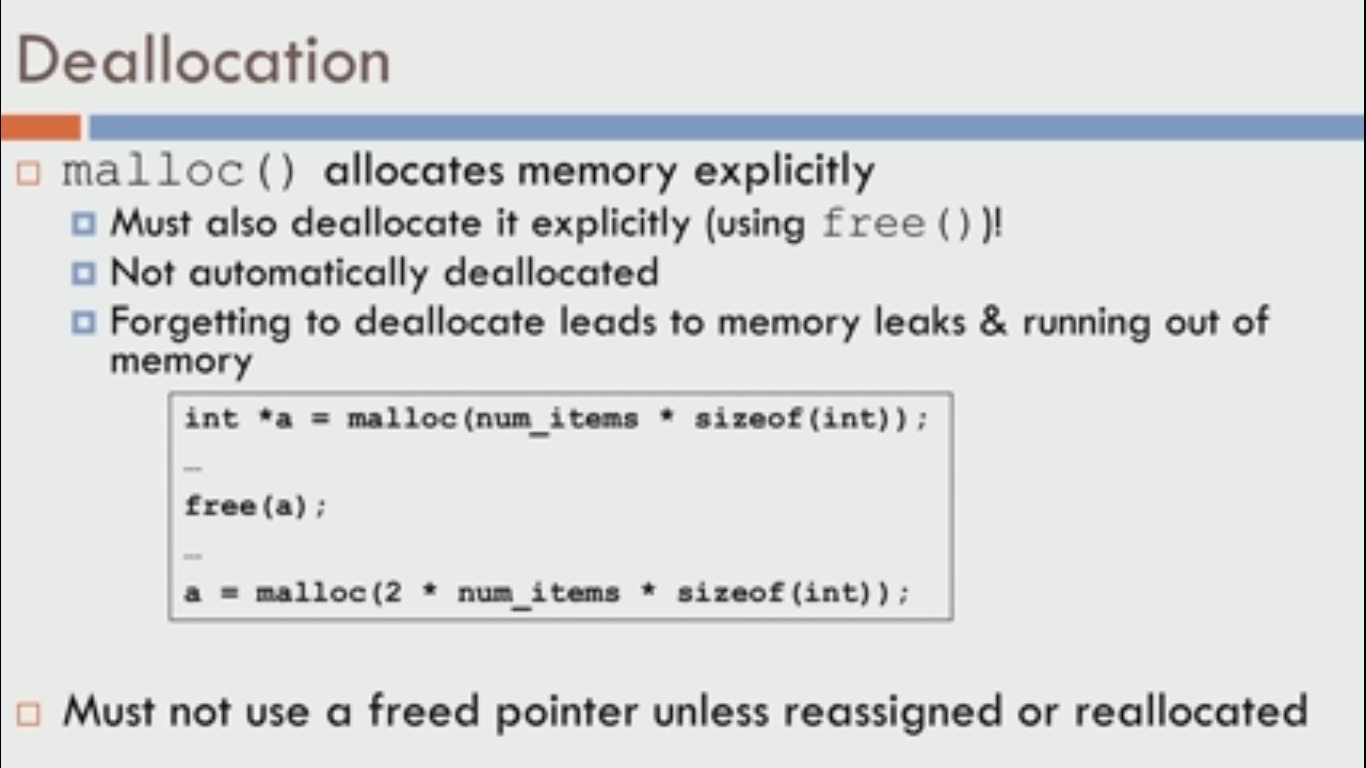 Deallocation
malloc() allocates memory explicitly
Must also deallocate it explicitly (using free())!
Not automatically deallocated
Forgetting to deallocate leads to memory leaks & running out of
memory
int *a = malloc(num_items * sizeof(int));
…
free(a);
…
a = malloc(2 * num_items * sizeof(int));
Must not use a freed pointer unless reassigned or reallocated